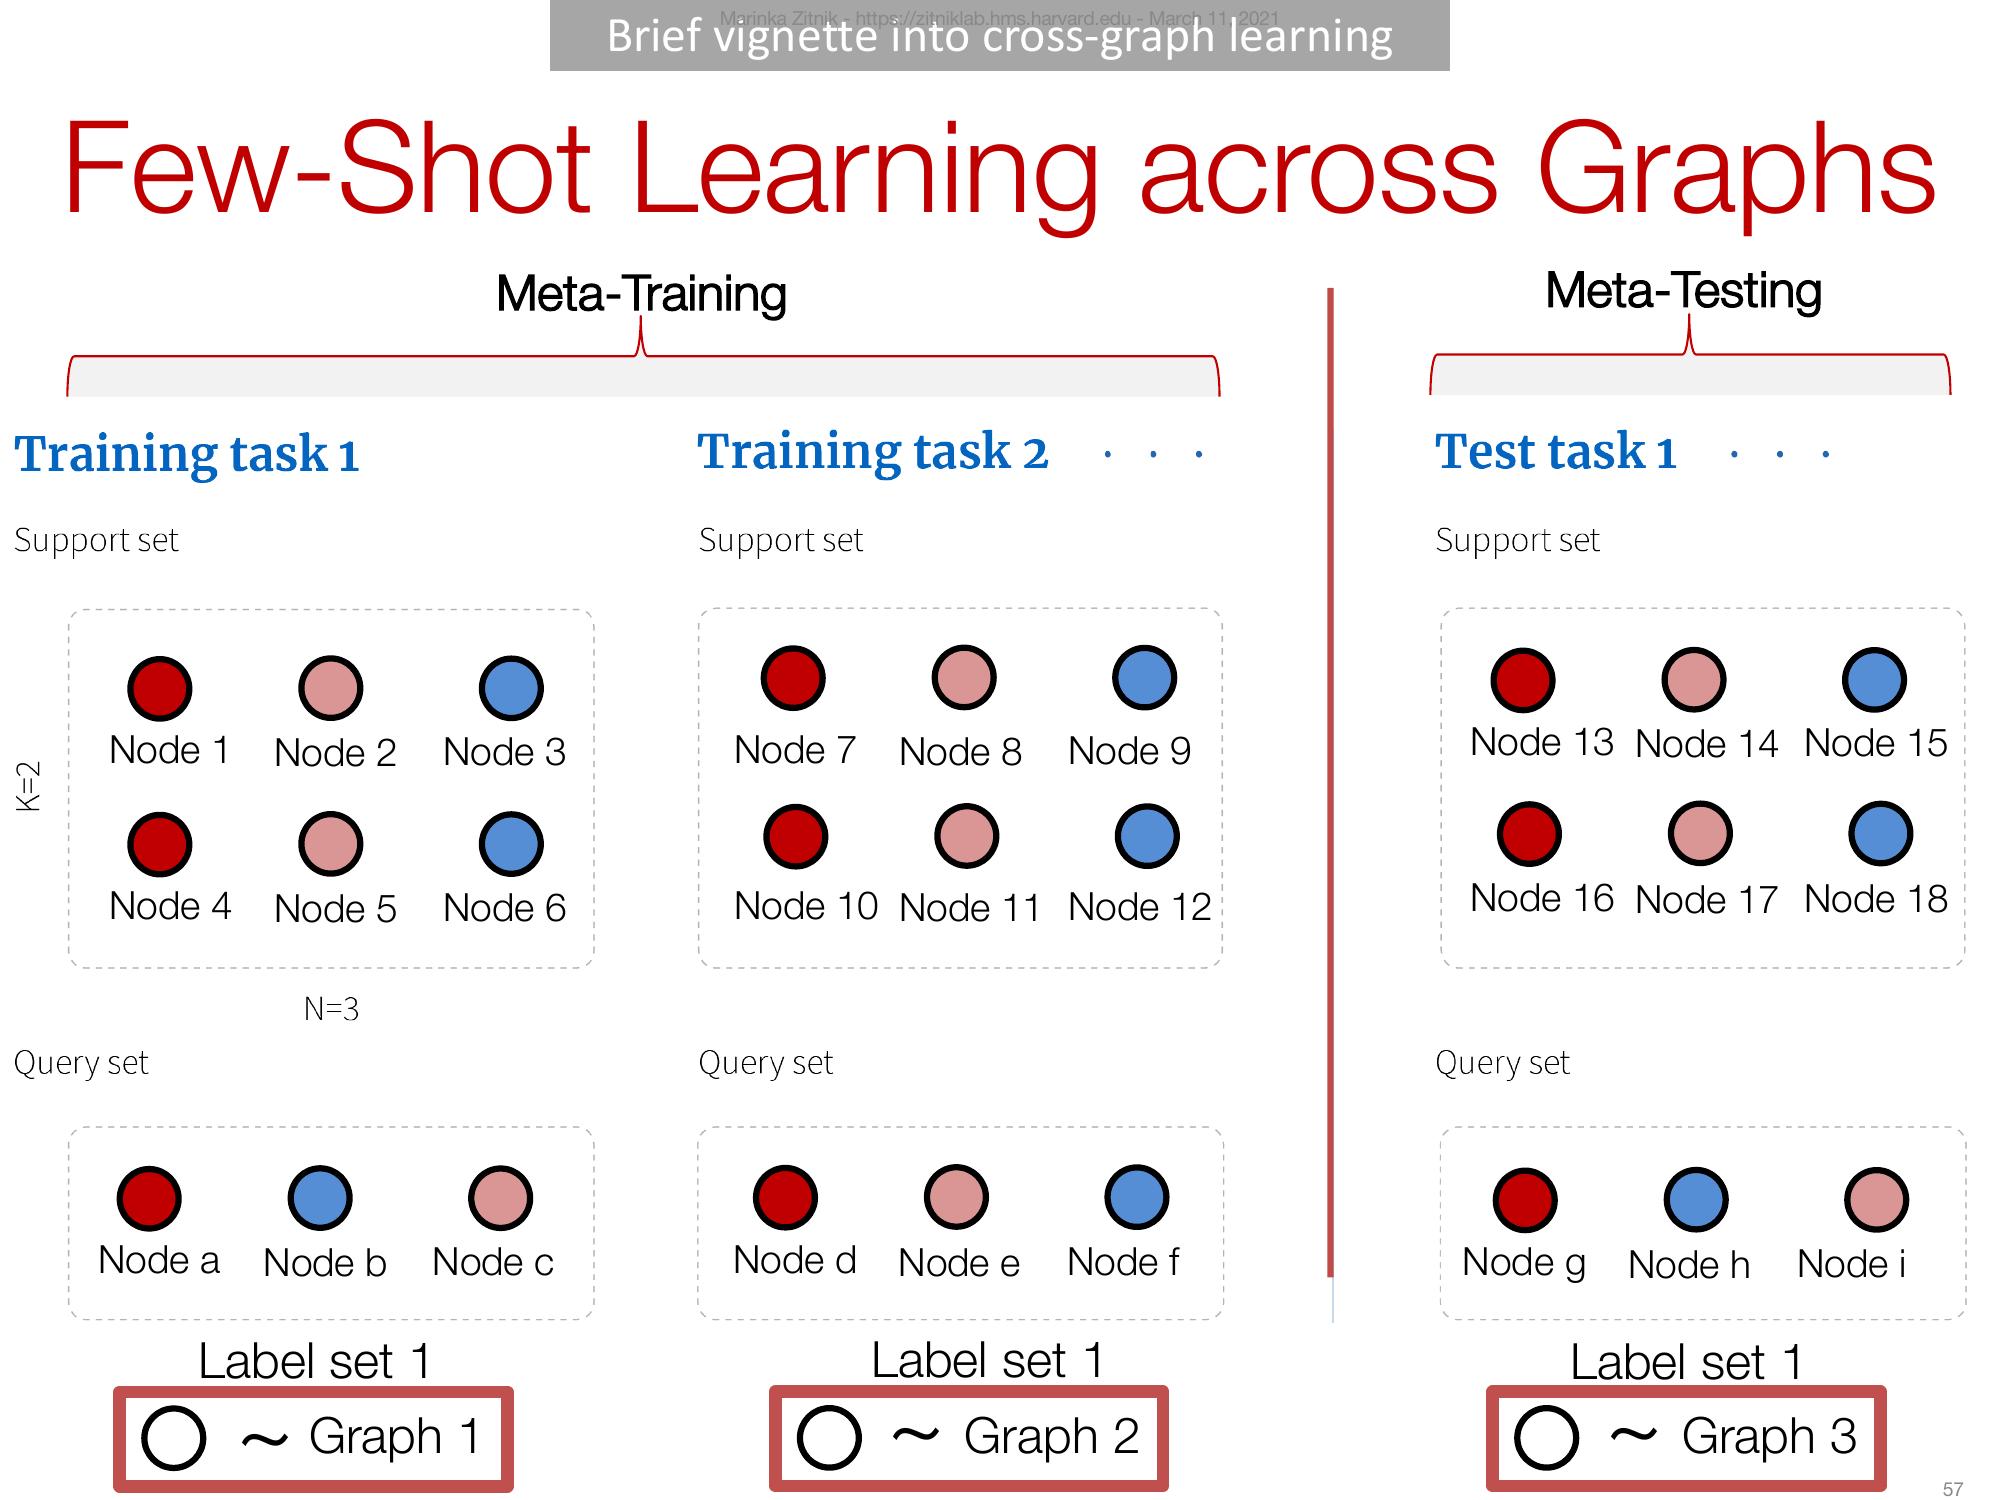 Marinka Zitnik - https://zitniklab.hms.harvard.edu - March 11, 2021
Brief vignette into cross-graph learning
Few-Shot Learning across Graphs
Meta-Training
Meta-Testing
Training task 1
Training task 2 . . .
Test task 1 . . .
Support set
Support set
Support set
Node 1 Node 2 Node 3
Node 7 Node 8 Node 9
Node 13 Node 14 Node 15
K=2
Node 4 Node 5 Node 6
Node 10 Node 11 Node 12
Node 16 Node 17 Node 18
N=3
Query set
Query set
Query set
Node a Node b Node c
Node d Node e Node f
Node g Node h Node i
Label set 1
Label set 1
Label set 1
~ Graph 1
~ Graph 2
~ Graph 3
57